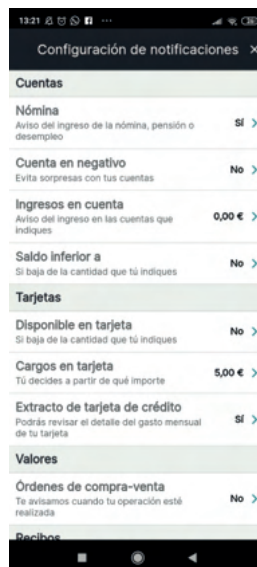 13:21
Configuración de notificaciones ×
Cuentas
Nómina
Aviso del ingreso de la nómina, pensión o
desempleo
Sí
Cuenta en negativo
Evita sorpresas con tus cuentas
No
Ingresos en cuenta
Aviso del ingreso en las cuentas que
indiques
0,00 €
Saldo inferior a
Si baja de la cantidad que tú indiques
No
Tarjetas
Disponible en tarjeta
Si baja de la cantidad que tú indiques
No
Cargos en tarjeta
Tú decides a partir de qué importe
5,00 €
Extracto de tarjeta de crédito
Podrás revisar el detalle del gasto mensual
de tu tarjeta
Sí
Valores
Órdenes de compra-venta
Te avisamos cuando tu operación esté
realizada
No
Recibos